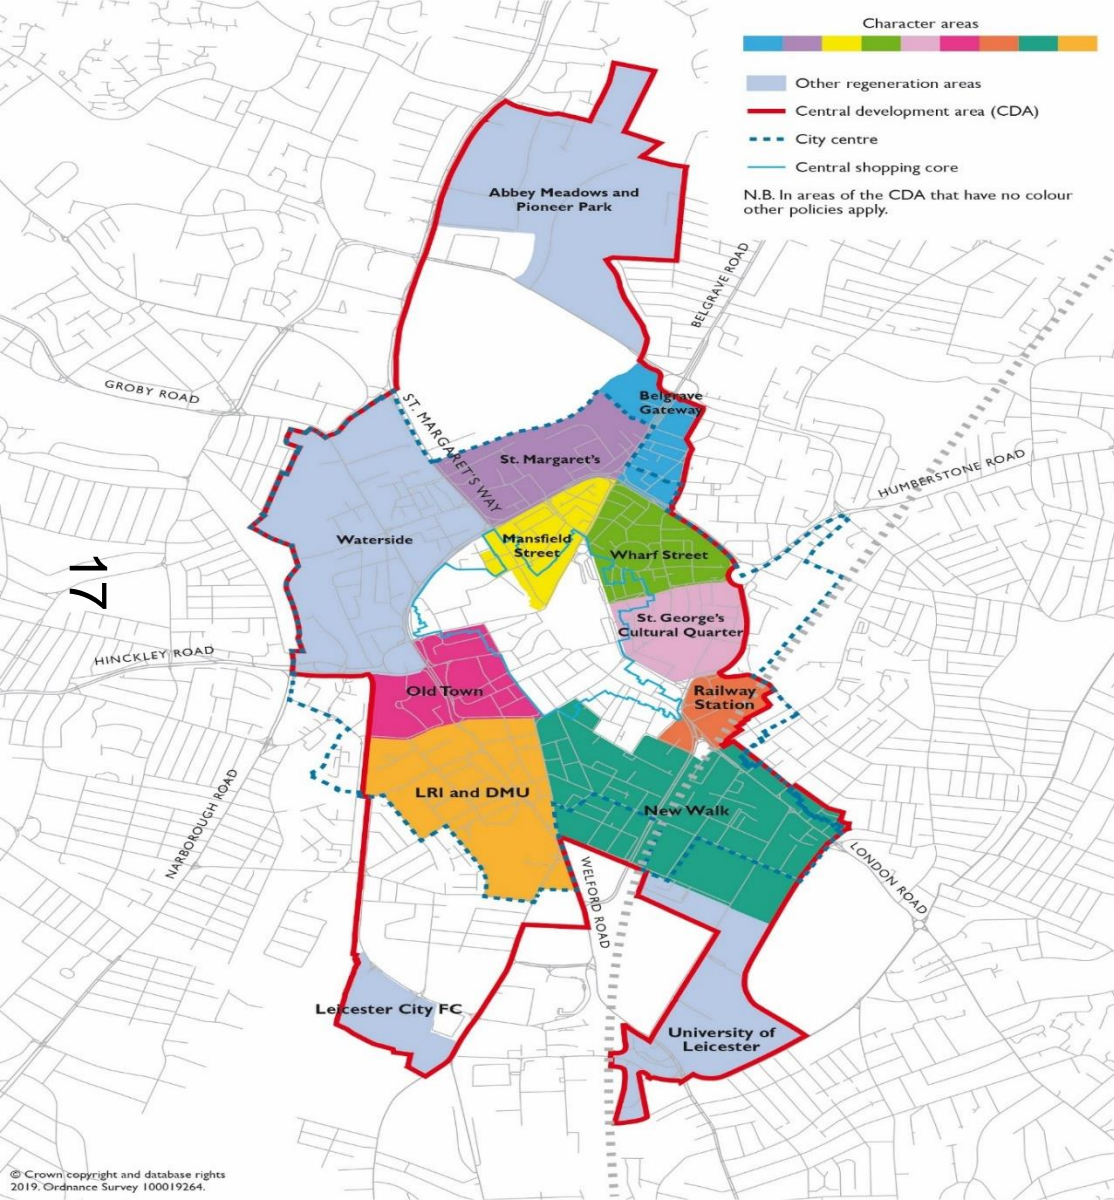 Character areas
Other regeneration areas
Central development area (CDA)
City centre
Central shopping core
N.B. In areas of the CDA that have no colour
other policies apply.
Abbey Meadows and
Pioneer Park
BELGRAVE ROAD
GROBY ROAD
ST. MARGARET'S WAY
Belgrave
Gateway
St. Margaret's
HUMBERSTONE ROAD
Waterside
Mansfield
Street
Wharf Street
17
St. George's
Cultural Quarter
HINCKLEY ROAD
Old Town
Railway
Station
LRI and DMU
New Walk
NARBOROUGH ROAD
WELFORD ROAD
LONDON ROAD
Leicester City FC
University of
Leicester
© Crown copyright and database rights
2019. Ordnance Survey 100019264.